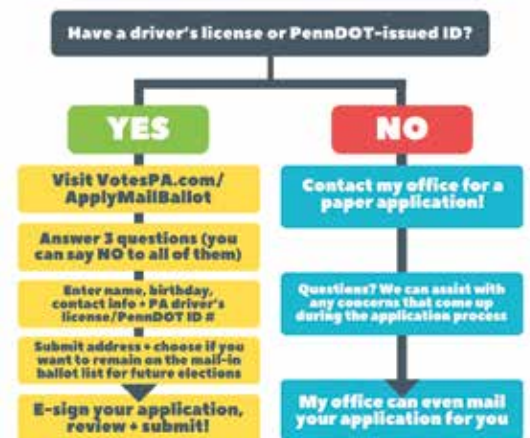 Have a driver's license or PennDOT-issued ID?
YES
Visit VotesPA.com/
ApplyMailBallot
Answer 3 questions (you
can say NO to all of them)
Enter name, birthday,
contact info + PA driver's
license/PennDOT ID #
Submit address + choose if you
want to remain on the mail-in
ballot list for future elections
E-sign your application,
review + submit!
NO
Contact my office for a
paper application!
Questions? We can assist with
any concerns that come up
during the application process
My office can even mail
your application for you